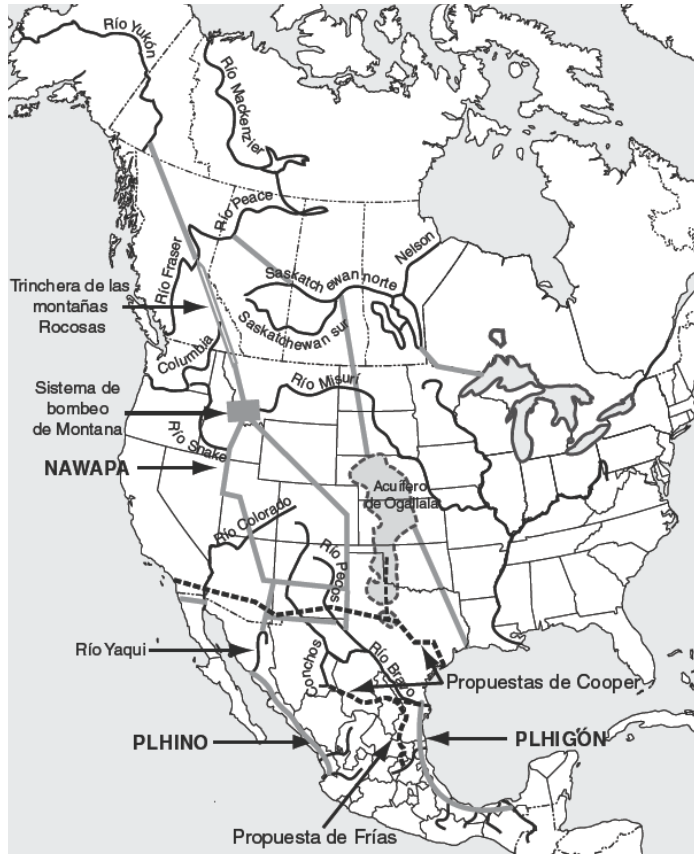 Río Yukón
Río Mackenzier
Río Peace
Río Fraser
Nelson
Saskatchewan norte
Saskatchewan sur
Trinchera de las
montañas
Rocosas
Columbia
Sistema de
bombeo
de Montana
Río Misuri
Río Snake
NAWAPA
Acuífero
de Ogallala
Río Colorado
Río Pecos
Río Yaqui
Conchos
Río Bravo
Propuestas de Cooper
PLHINO
PLHIGÓN
Propuesta de Frías